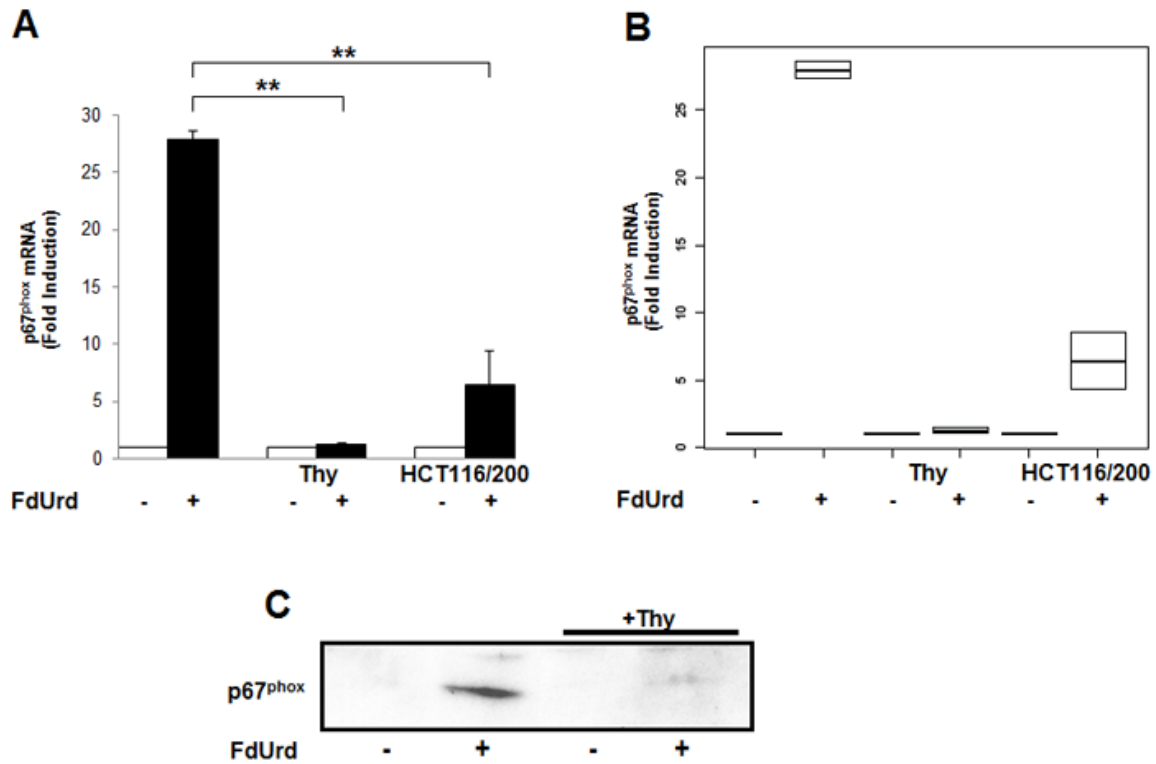 A
**
**
30
25
20
15
10
5
0
p67phox mRNA
(Fold Induction)
Thy HCT116/200
FdUrd - + - + - +
B
25
20
15
10
5
0
p67phox mRNA
(Fold Induction)
Thy HCT116/200
FdUrd - + - + - +
C
+Thy
p67phox
FdUrd - + - +